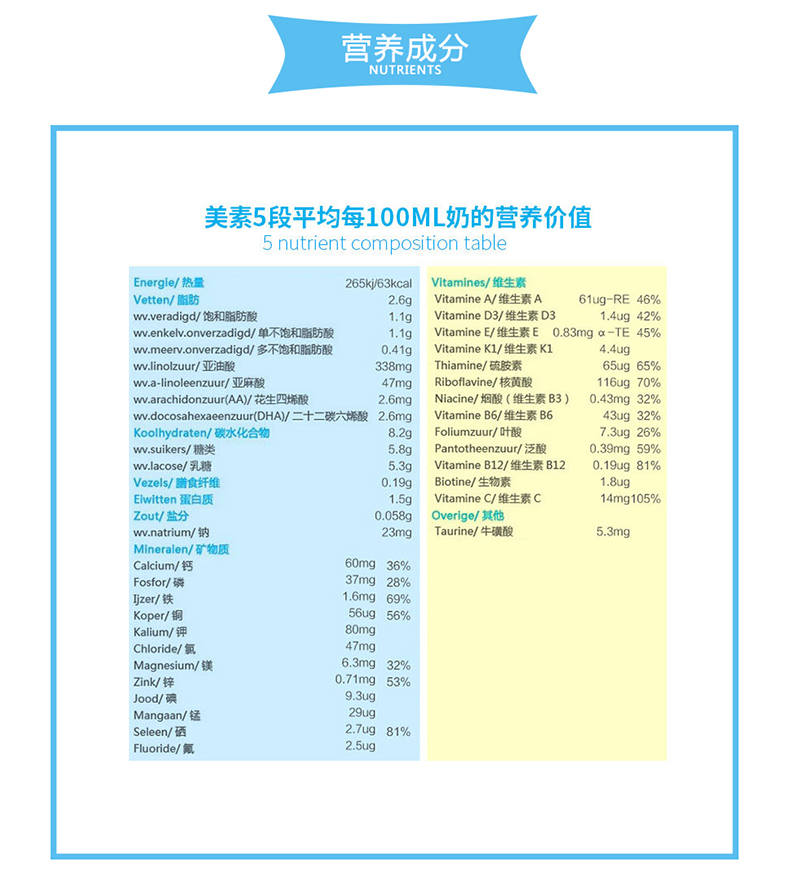 营养成分
NUTRIENTS
美素5段平均每100ML奶的营养价值
5 nutrient composition table
Energie/ 热量 265kj/63kcal
Vetten/ 脂肪 2.6g
wv.veradigd/ 饱和脂肪酸 1.1g
wv.enkelv.onverzadigd/ 单不饱和脂肪酸 1.1g
wv.meerv.onverzadigd/ 多不饱和脂肪酸 0.41g
wv.linolzuur/ 亚油酸 338mg
wv.a-linoleenzuur/ 亚麻酸 47mg
wv.arachidonzuur(AA)/ 花生四烯酸 2.6mg
wv.docosahexaeenzuur(DHA)/ 二十二碳六烯酸 2.6mg
Koolhydraten/ 碳水化合物 8.2g
wv.suikers/ 糖类 5.8g
wv.lacose/ 乳糖 5.3g
Vezels/ 膳食纤维 0.19g
Eiwitten 蛋白质 1.5g
Zout/ 盐分 0.058g
wv.natrium/ 钠 23mg
Mineralen/ 矿物质
Calcium/ 钙 60mg 36%
Fosfor/ 磷 37mg 28%
Ijzer/ 铁 1.6mg 69%
Koper/ 铜 56ug 56%
Kalium/ 钾 80mg
Chloride/ 氯 47mg
Magnesium/ 镁 6.3mg 32%
Zink/ 锌 0.71mg 53%
Jood/ 碘 9.3ug
Mangaan/ 锰 29ug
Seleen/ 硒 2.7ug 81%
Fluoride/ 氟 2.5ug
Vitamines/ 维生素
Vitamine A/ 维生素 A 61ug-RE 46%
Vitamine D3/ 维生素 D3 1.4ug 42%
Vitamine E/ 维生素 E 0.83mg α-TE 45%
Vitamine K1/ 维生素 K1 4.4ug
Thiamine/ 硫胺素 65ug 65%
Riboflavine/ 核黄酸 116ug 70%
Niacine/ 烟酸（维生素 B3） 0.43mg 32%
Vitamine B6/ 维生素 B6 43ug 32%
Foliumzuur/ 叶酸 7.3ug 26%
Pantotheenzuur/ 泛酸 0.39mg 59%
Vitamine B12/ 维生素 B12 0.19ug 81%
Biotine/ 生物素 1.8ug
Vitamine C/ 维生素 C 14mg105%
Overige/ 其他
Taurine/ 牛磺酸 5.3mg